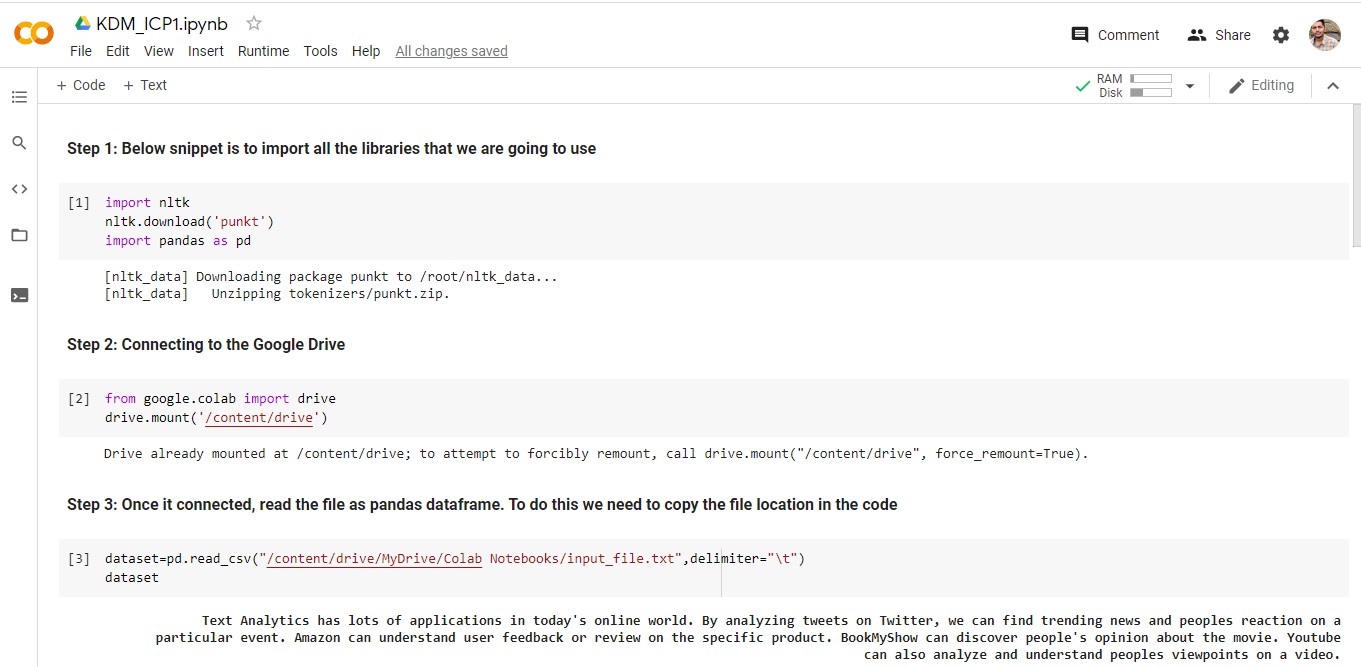 KDM_ICP1.ipynb
File Edit View Insert Runtime Tools Help All changes saved
Comment Share
+ Code + Text
RAM
Disk
Editing
Step 1: Below snippet is to import all the libraries that we are going to use
[1] import nltk
nltk.download('punkt')
import pandas as pd
[nltk_data] Downloading package punkt to /root/nltk_data...
[nltk_data]   Unzipping tokenizers/punkt.zip.
Step 2: Connecting to the Google Drive
[2] from google.colab import drive
drive.mount('/content/drive')
Drive already mounted at /content/drive; to attempt to forcibly remount, call drive.mount("/content/drive", force_remount=True).
Step 3: Once it connected, read the file as pandas dataframe. To do this we need to copy the file location in the code
[3] dataset=pd.read_csv("/content/drive/MyDrive/Colab Notebooks/input_file.txt",delimiter="\t")
dataset
Text Analytics has lots of applications in today's online world. By analyzing tweets on Twitter, we can find trending news and peoples reaction on a
particular event. Amazon can understand user feedback or review on the specific product. BookMyShow can discover people's opinion about the movie. Youtube
can also analyze and understand peoples viewpoints on a video.